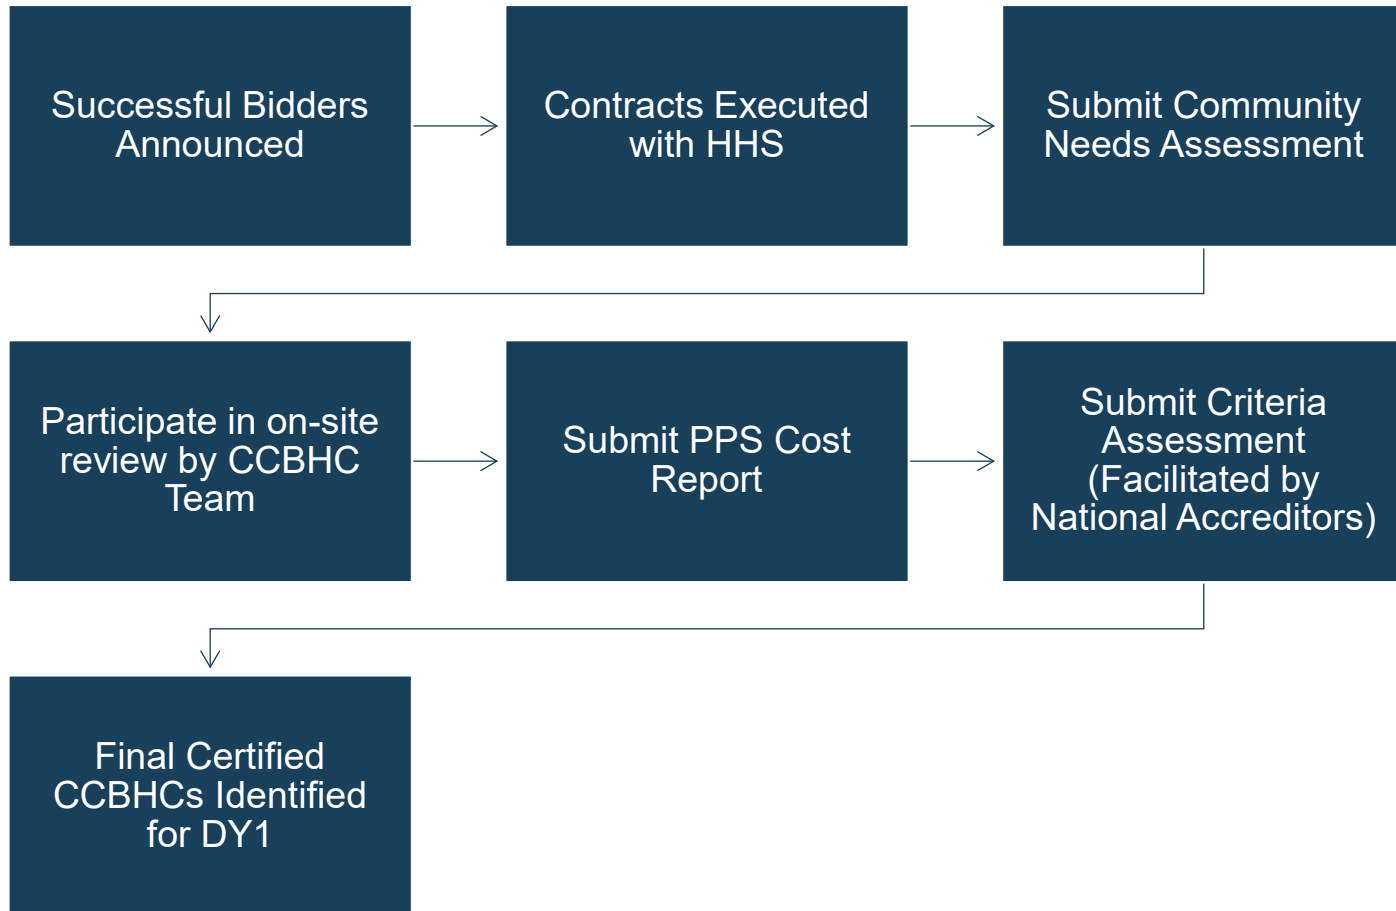 Successful Bidders
Announced
Contracts Executed
with HHS
Submit Community
Needs Assessment
Participate in on-site
review by CCBHC
Team
Submit PPS Cost
Report
Submit Criteria
Assessment
(Facilitated by
National Accreditors)
Final Certified
CCBHCs Identified
for DY1